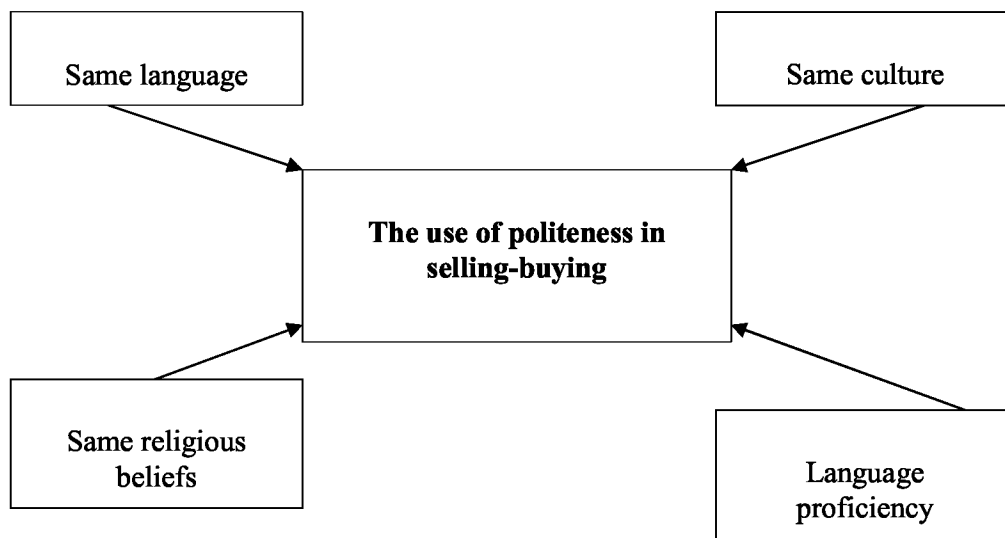 Same language
Same culture
The use of politeness in
selling-buying
Same religious
beliefs
Language
proficiency